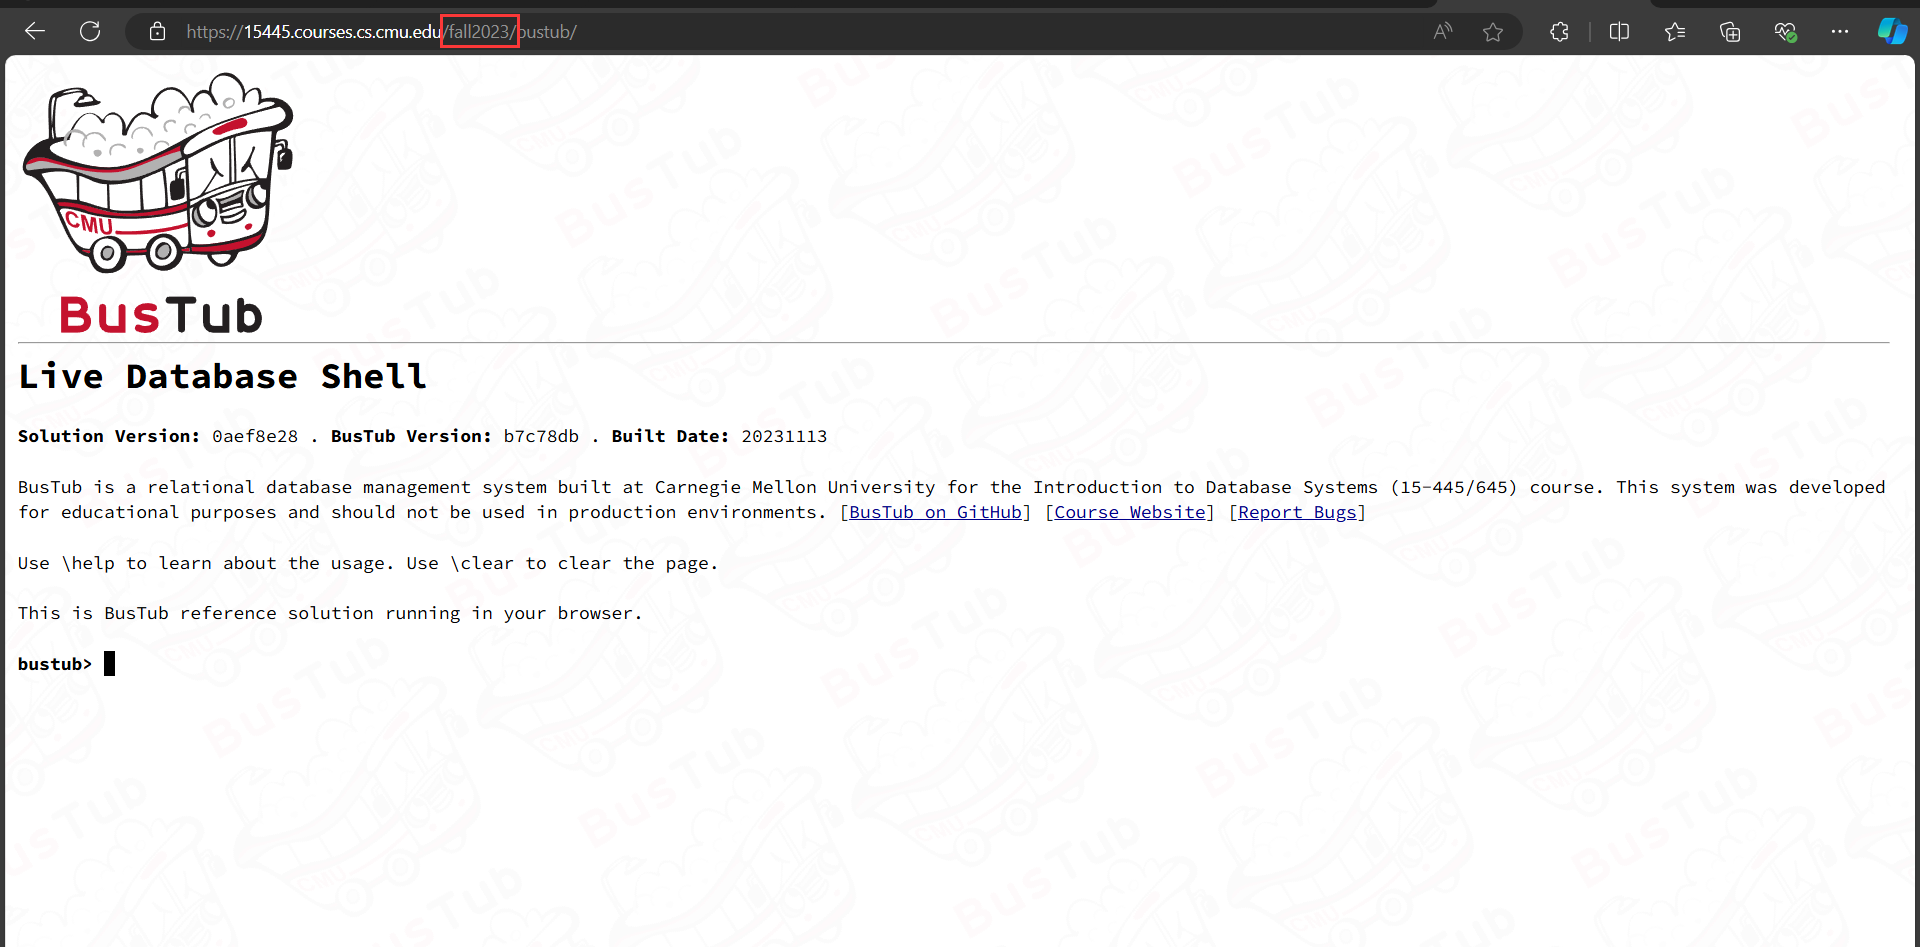 https://15445.courses.cs.cmu.edu/fall2023/bustub/
CMU
BusTub
Live Database Shell
Solution Version: 0aef8e28 . BusTub Version: b7c78db . Built Date: 20231113
BusTub is a relational database management system built at Carnegie Mellon University for the Introduction to Database Systems (15-445/645) course. This system was developed
for educational purposes and should not be used in production environments. [BusTub on GitHub] [Course Website] [Report Bugs]
Use \help to learn about the usage. Use \clear to clear the page.
This is BusTub reference solution running in your browser.
bustub>